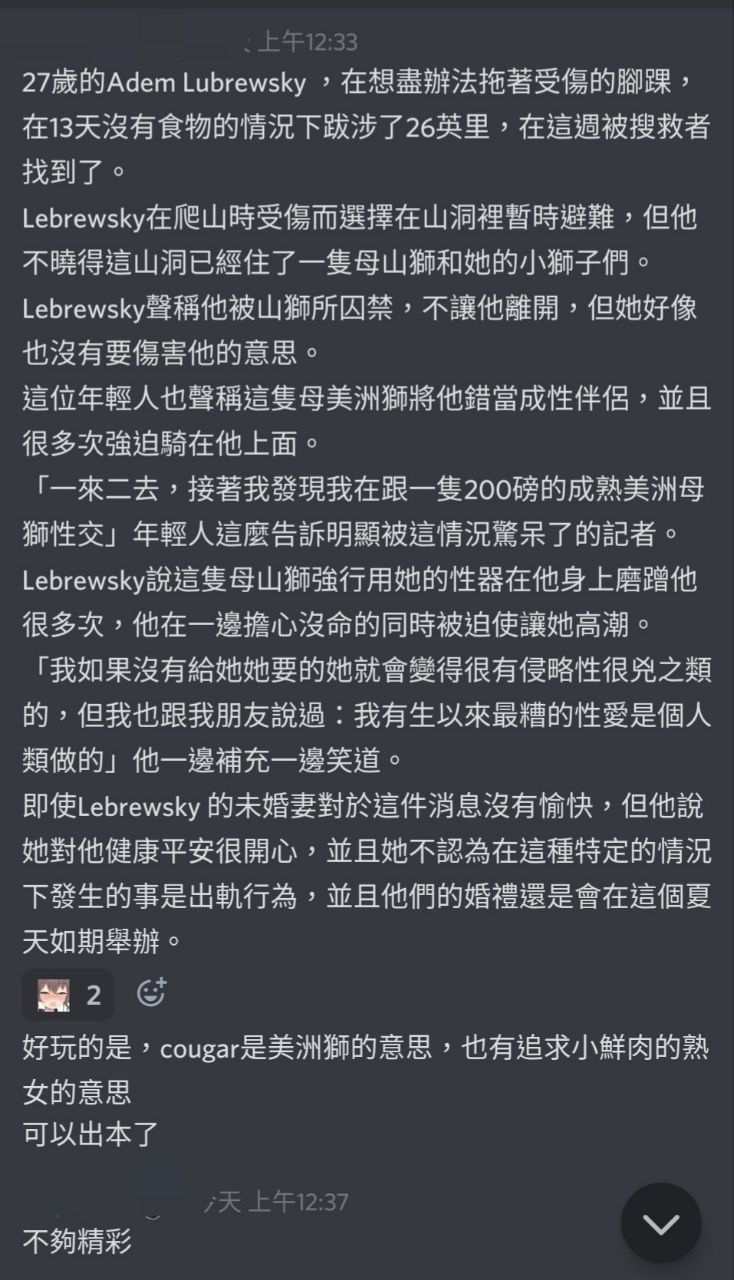 上午12:33
27歲的Adem Lubrewsky ，在想盡辦法拖著受傷的腳踝，
在13天沒有食物的情況下跋涉了26英里，在這週被搜救者
找到了。
Lebrewsky在爬山時受傷而選擇在山洞裡暫時避難，但他
不曉得這山洞已經住了一隻母山獅和她的小獅子們。
Lebrewsky聲稱他被山獅所囚禁，不讓他離開，但她好像
也沒有要傷害他的意思。
這位年輕人也聲稱這隻母美洲獅將他錯當成性伴侶，並且
很多次強迫騎在他上面。
「一來二去，接著我發現我在跟一隻200磅的成熟美洲母
獅性交」年輕人這麼告訴明顯被這情況驚呆了的記者。
Lebrewsky說這隻母山獅強行用她的性器在他身上磨蹭他
很多次，他在一邊擔心沒命的同時被迫使讓她高潮。
「我如果沒有給她她要的她就會變得很有侵略性很兇之類
的，但我也跟我朋友說過：我有生以來最糟的性愛是個人
類做的」他一邊補充一邊笑道。
即使Lebrewsky 的未婚妻對於這件消息沒有愉快，但他說
她對他健康平安很開心，並且她不認為在這種特定的情況
下發生的事是出軌行為，並且他們的婚禮還是會在這個夏
天如期舉辦。
2
好玩的是，cougar是美洲獅的意思，也有追求小鮮肉的熟
女的意思
可以出本了
天 上午12:37
不夠精彩